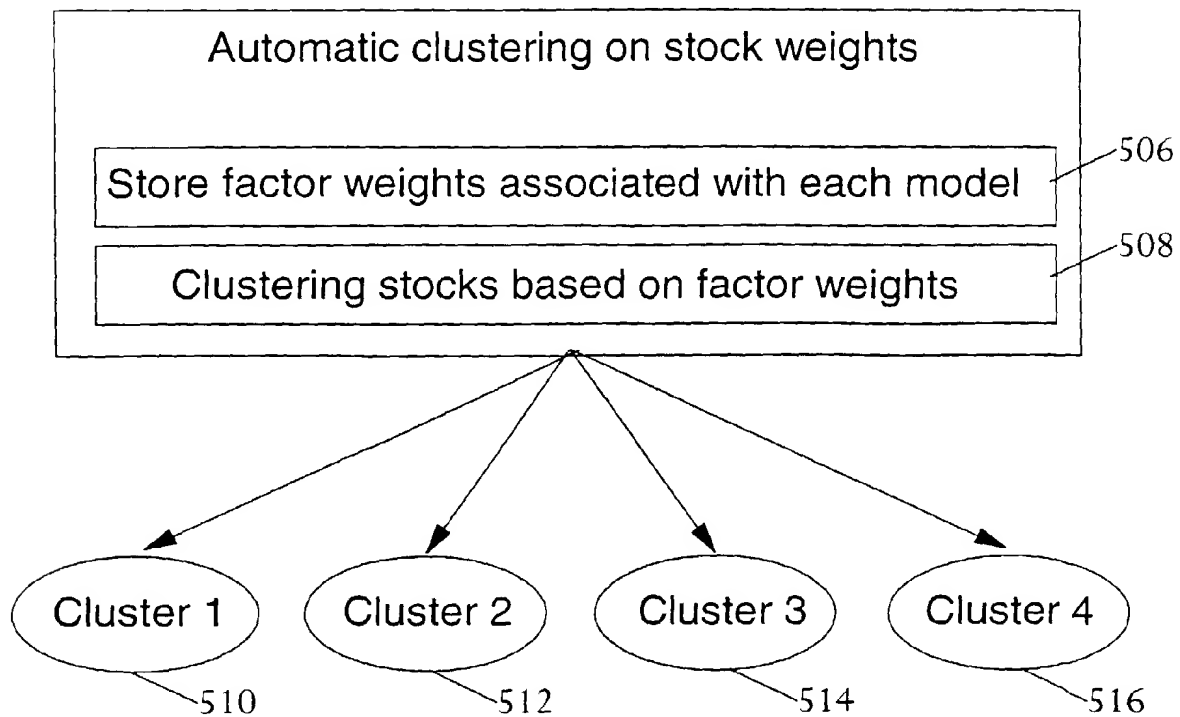 Automatic clustering on stock weights
506
Store factor weights associated with each model
508
Clustering stocks based on factor weights
Cluster 1
Cluster 2
Cluster 3
Cluster 4
510
512
514
516